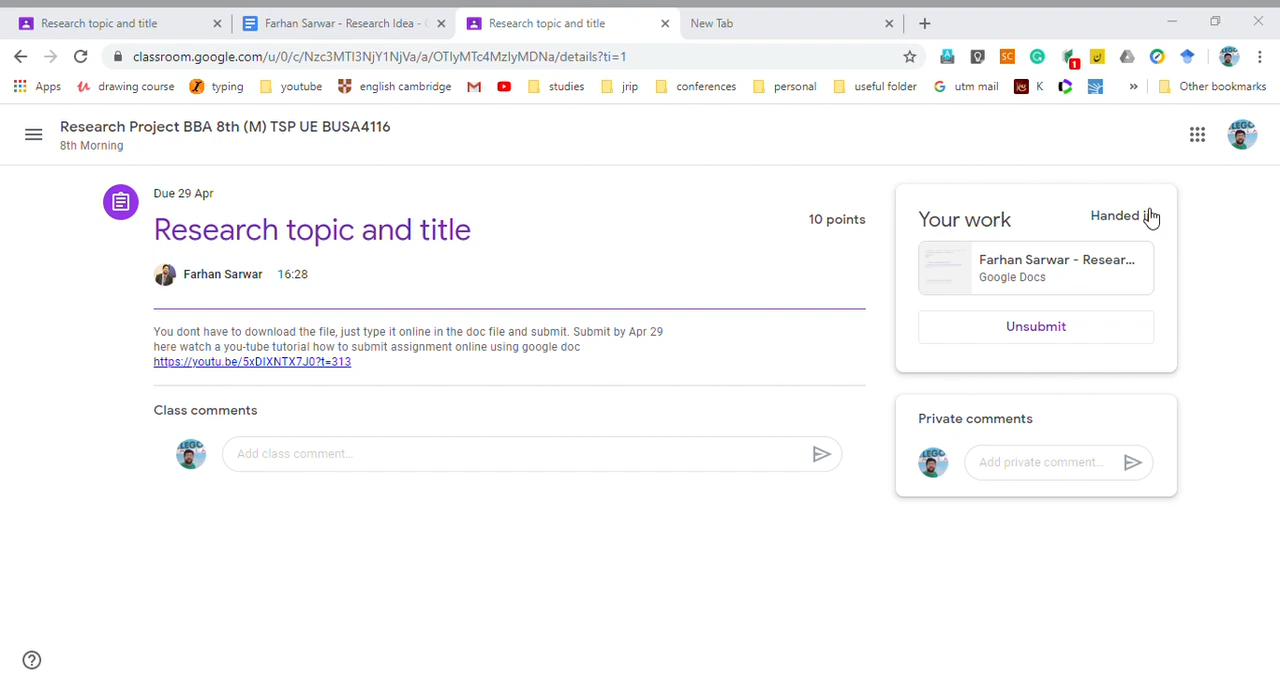 Research topic and title
Farhan Sarwar - Research Idea -
Research topic and title
New Tab
classroom.google.com/u/0/c/Nzc3MTI3NjY1NjVa/a/OTIyMTc4MzIyMDNa/details?ti=1
Apps
drawing course
typing
youtube
english cambridge
studies
jrip
conferences
personal
useful folder
utm mail
K
»
Other bookmarks
Research Project BBA 8th (M) TSP UE BUSA4116
8th Morning
Due 29 Apr
Research topic and title
10 points
Farhan Sarwar 16:28
You dont have to download the file, just type it online in the doc file and submit. Submit by Apr 29
here watch a you-tube tutorial how to submit assignment online using google doc
https://youtu.be/5xDIXNTX7J0?t=313
Class comments
Add class comment...
Your work
Handed
Farhan Sarwar - Resear...
Google Docs
Unsubmit
Private comments
Add private comment...